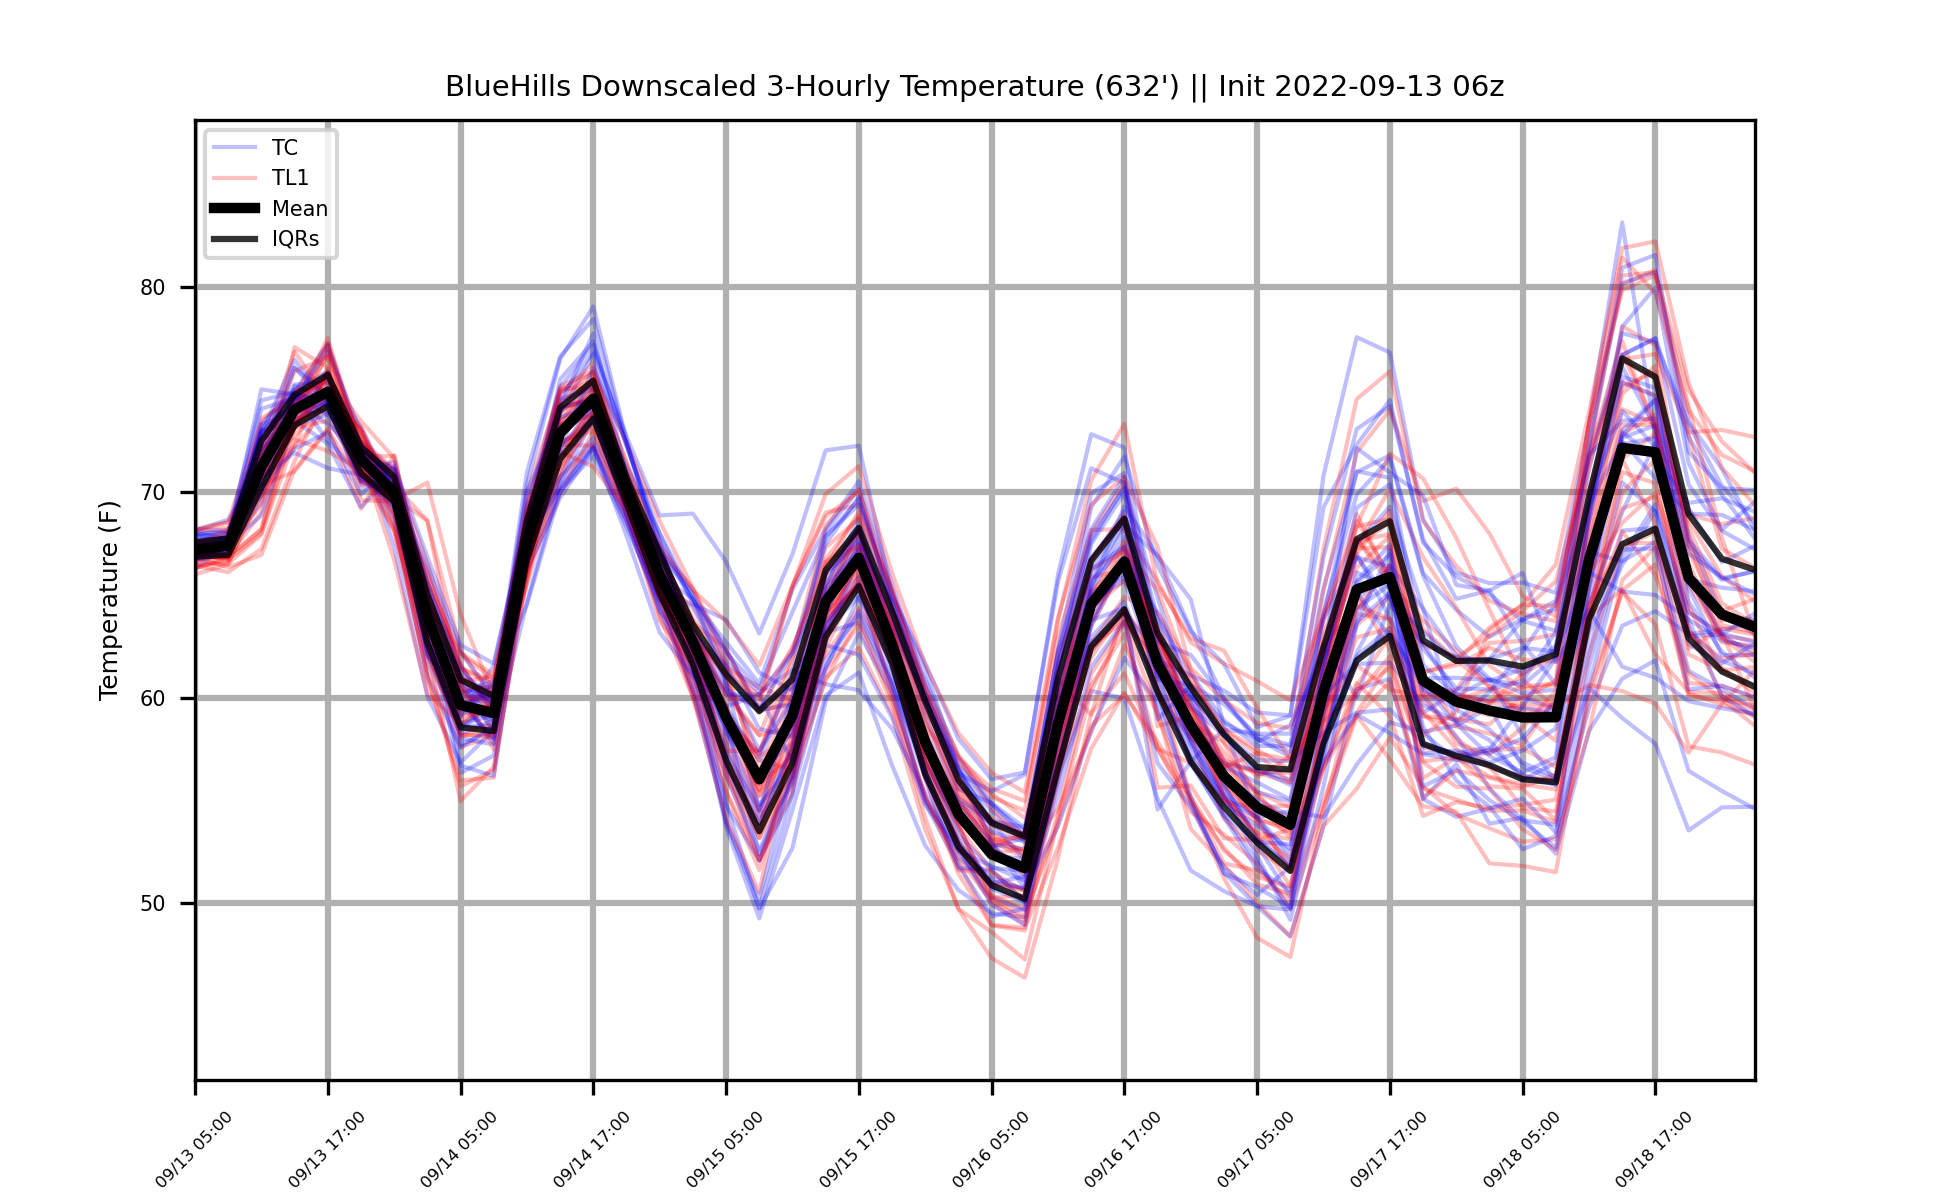 BlueHills Downscaled 3-Hourly Temperature (632') || Init 2022-09-13 06z
TC
TL1
Mean
IQRs
Temperature (F)
80
70
60
50
09/13 05:00
09/13 17:00
09/14 05:00
09/14 17:00
09/15 05:00
09/15 17:00
09/16 05:00
09/16 17:00
09/17 05:00
09/17 17:00
09/18 05:00
09/18 17:00